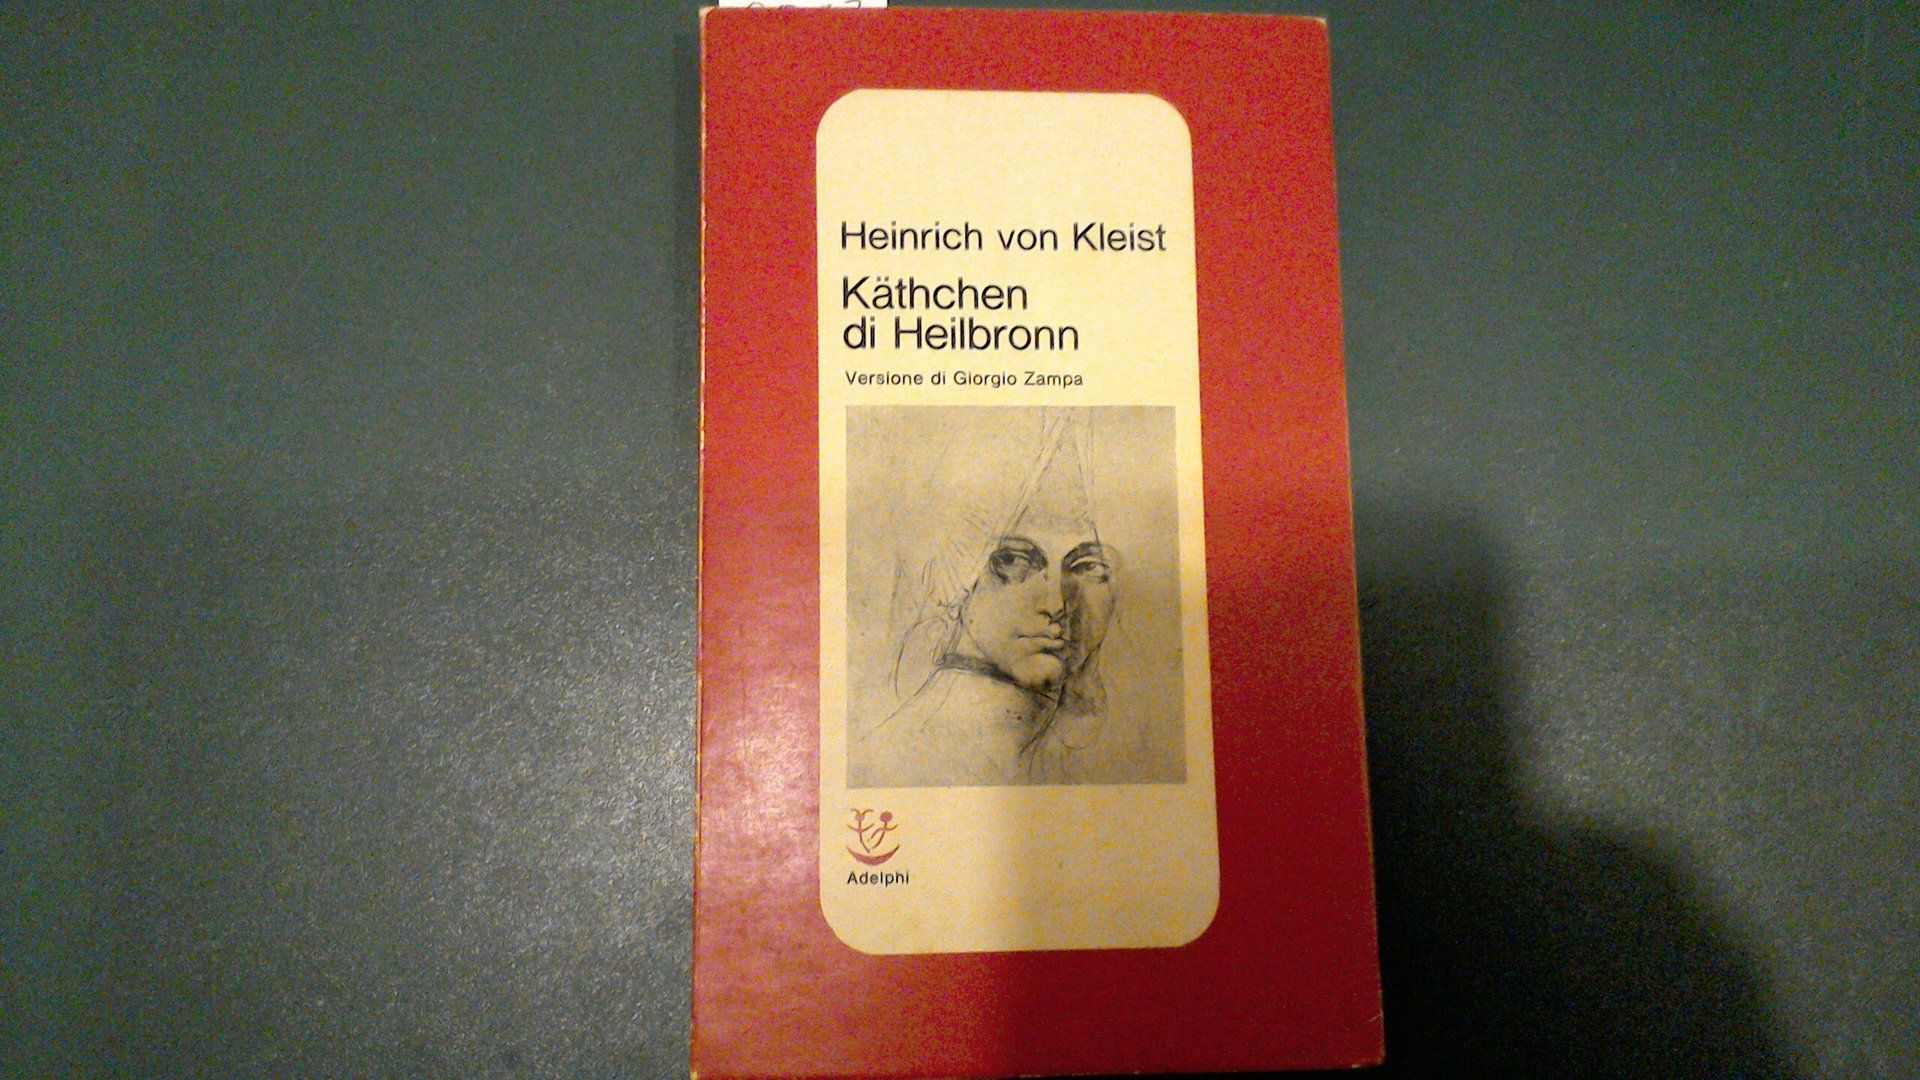 Heinrich von Kleist
Käthchen
di Heilbronn
Versione di Giorgio Zampa
Adelphi